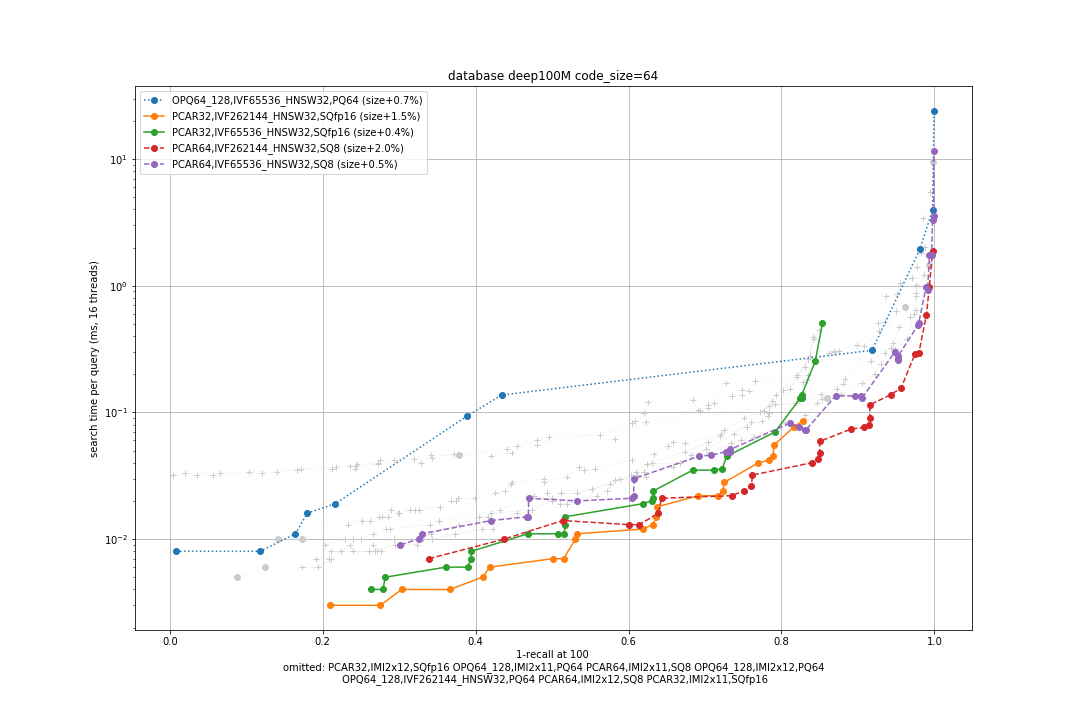 database deep100M code_size=64
OPQ64_128,IVF65536_HNSW32,PQ64 (size+0.7%)
PCAR32,IVF262144_HNSW32,SQfp16 (size+1.5%)
PCAR32,IVF65536_HNSW32,SQfp16 (size+0.4%)
PCAR64,IVF262144_HNSW32,SQ8 (size+2.0%)
PCAR64,IVF65536_HNSW32,SQ8 (size+0.5%)
search time per query (ms, 16 threads)
10¹
10⁰
10⁻¹
10⁻²
0.0 0.2 0.4 0.6 0.8 1.0
1-recall at 100
omitted: PCAR32,IMI2x12,SQfp16 OPQ64_128,IMI2x11,PQ64 PCAR64,IMI2x11,SQ8 OPQ64_128,IMI2x12,PQ64
OPQ64_128,IVF262144_HNSW32,PQ64 PCAR64,IMI2x12,SQ8 PCAR32,IMI2x11,SQfp16